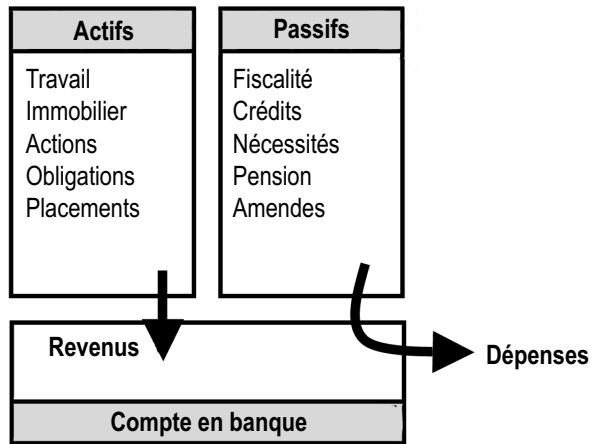 Actifs
Travail
Immobilier
Actions
Obligations
Placements
Passifs
Fiscalité
Crédits
Nécessités
Pension
Amendes
Revenus
Dépenses
Compte en banque